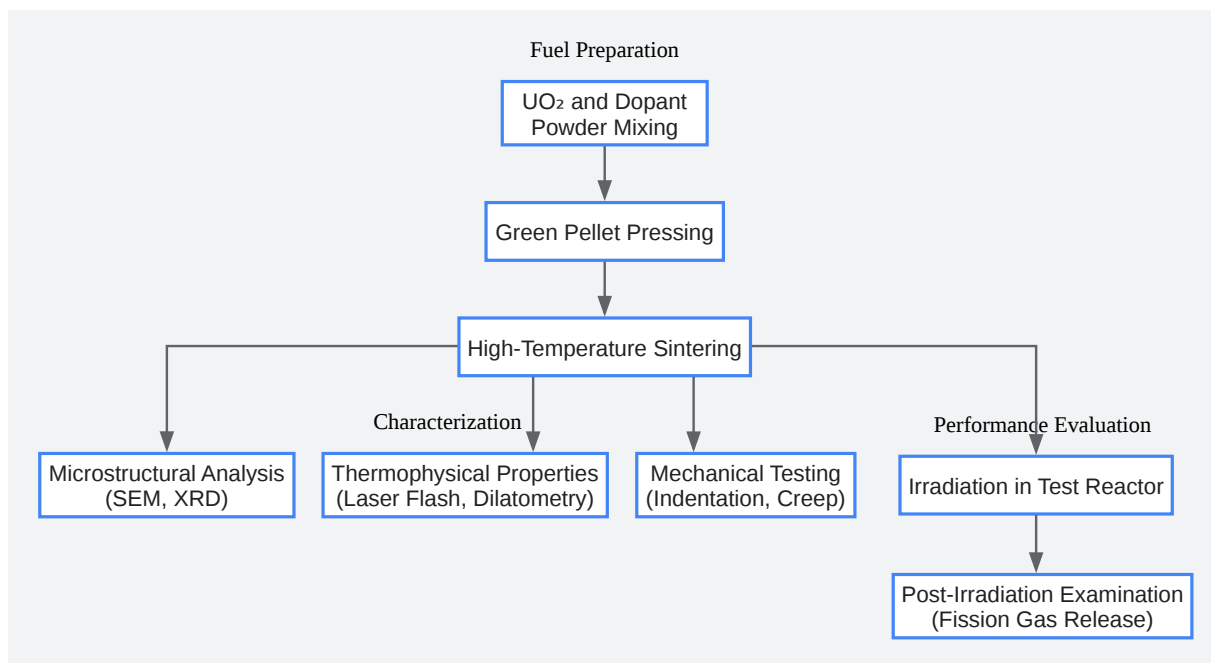 Fuel Preparation
UO₂ and Dopant
Powder Mixing
Green Pellet Pressing
High-Temperature Sintering
Characterization
Performance Evaluation
Microstructural Analysis
(SEM, XRD)
Thermophysical Properties
(Laser Flash, Dilatometry)
Mechanical Testing
(Indentation, Creep)
Irradiation in Test Reactor
Post-Irradiation Examination
(Fission Gas Release)